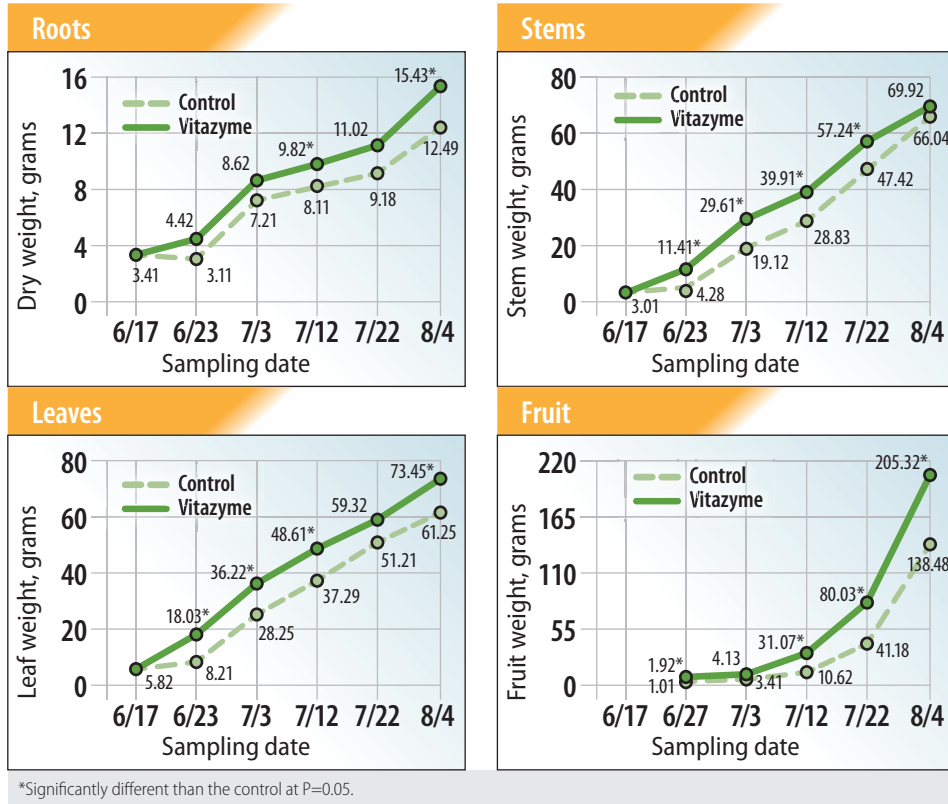 Roots
16
12
8
4
0
Dry weight, grams
Control
Vitazyme
3.41
4.42
3.11
8.62
7.21
9.82*
8.11
11.02
9.18
15.43*
12.49
6/17 6/23 7/3 7/12 7/22 8/4
Sampling date
Stems
80
60
40
20
0
Stem weight, grams
Control
Vitazyme
3.01
11.41*
4.28
29.61*
19.12
39.91*
28.83
57.24*
47.42
69.92
66.04
6/17 6/23 7/3 7/12 7/22 8/4
Sampling date
Leaves
80
60
40
20
0
Leaf weight, grams
Control
Vitazyme
5.82
18.03*
8.21
36.22*
28.25
48.61*
37.29
59.32
51.21
73.45*
61.25
6/17 6/23 7/3 7/12 7/22 8/4
Sampling date
Fruit
220
165
110
55
0
Fruit weight, grams
Control
Vitazyme
1.92*
1.01
4.13
3.41
31.07*
10.62
80.03*
41.18
205.32*
138.48
6/17 6/27 7/3 7/12 7/22 8/4
Sampling date
*Significantly different than the control at P=0.05.